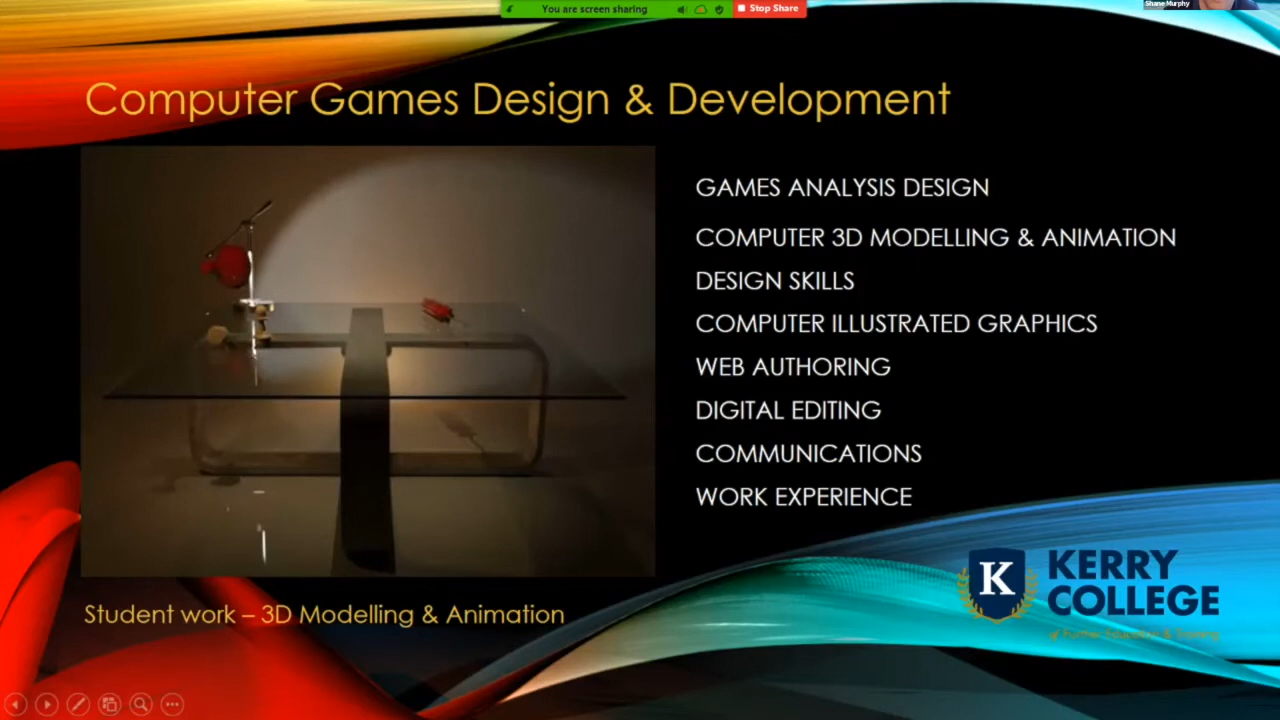 You are screen sharing
Stop Share
Shane Murphy
Computer Games Design & Development
GAMES ANALYSIS DESIGN
COMPUTER 3D MODELLING & ANIMATION
DESIGN SKILLS
COMPUTER ILLUSTRATED GRAPHICS
WEB AUTHORING
DIGITAL EDITING
COMMUNICATIONS
WORK EXPERIENCE
K
KERRY
COLLEGE
of Further Education & Training
Student work – 3D Modelling & Animation